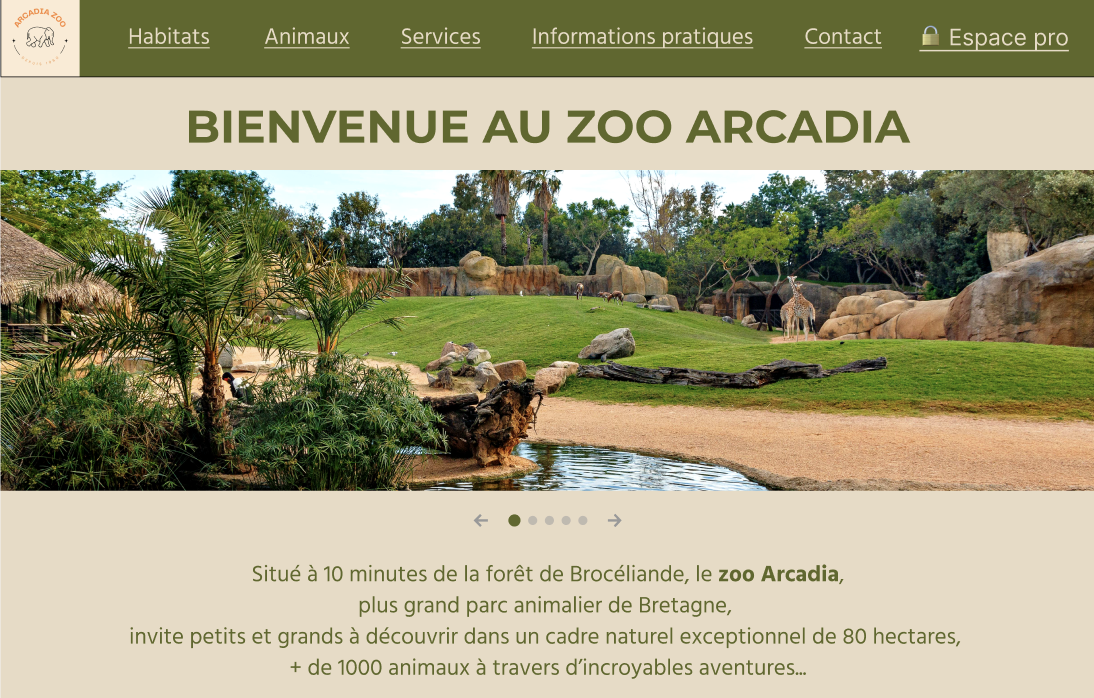 ARCADIA ZOO
Habitats
Animaux
Services
Informations pratiques
Contact
Espace pro
BIENVENUE AU ZOO ARCADIA
Situé à 10 minutes de la forêt de Brocéliande, le zoo Arcadia,
plus grand parc animalier de Bretagne,
invite petits et grands à découvrir dans un cadre naturel exceptionnel de 80 hectares,
+ de 1000 animaux à travers d’incroyables aventures...